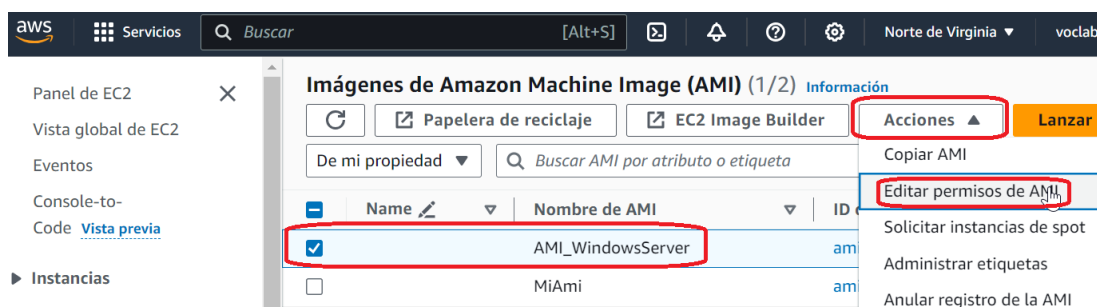 aws
Servicios
Buscar
[Alt+S]
Norte de Virginia ▼
voclab
Panel de EC2
Vista global de EC2
Eventos
Console-to-
Code Vista previa
Instancias
Imágenes de Amazon Machine Image (AMI) (1/2) Información
Papelera de reciclaje
EC2 Image Builder
Acciones ▲
Lanzar
De mi propiedad ▼
Buscar AMI por atributo o etiqueta
Copiar AMI
Editar permisos de AMI
Solicitar instancias de spot
Administrar etiquetas
Anular registro de la AMI
Name
Nombre de AMI
ID
AMI_WindowsServer
ami
MiAmi
ami